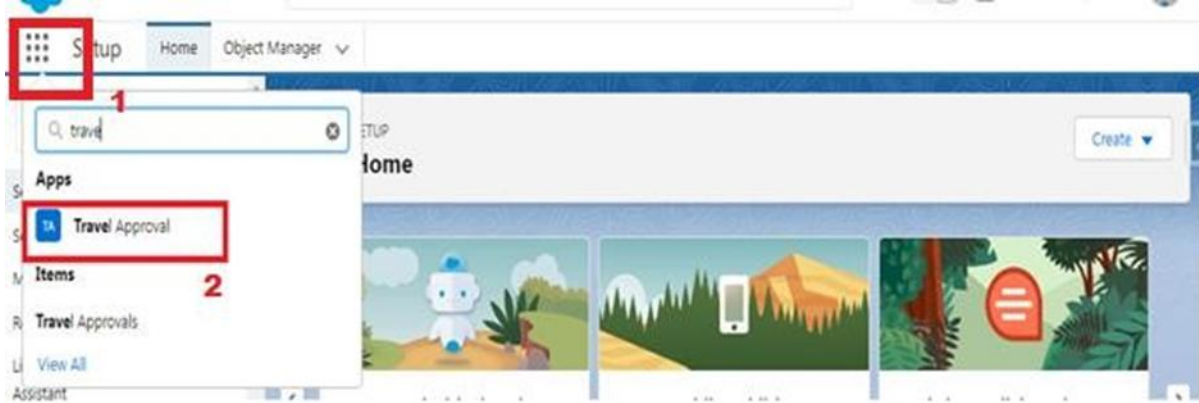 Setup Home Object Manager
1
trave
SETUP
Home
Create
Apps
TA Travel Approval
2
Items
Travel Approvals
View All
Assistant